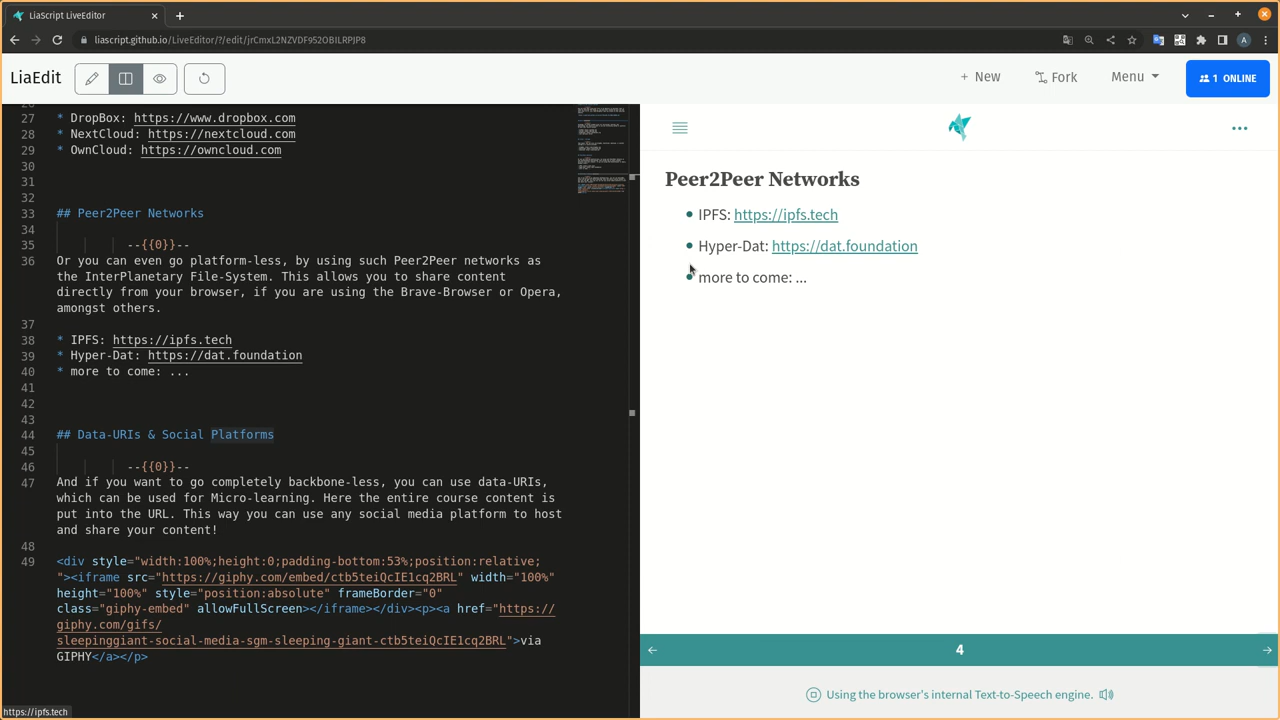 LiaScript LiveEditor
liascript.github.io/LiveEditor/?/edit/jrCmxL2NZVDF952OBILRPJP8
A
LiaEdit
+ New
Fork
Menu
1 ONLINE
27 * DropBox: https://www.dropbox.com
28 * NextCloud: https://nextcloud.com
29 * OwnCloud: https://owncloud.com
30
31
32
33 ## Peer2Peer Networks
34
35 --{{0}}--
36 Or you can even go platform-less, by using such Peer2Peer networks as
the InterPlanetary File-System. This allows you to share content
directly from your browser, if you are using the Brave-Browser or Opera,
amongst others.
37
38 * IPFS: https://ipfs.tech
39 * Hyper-Dat: https://dat.foundation
40 * more to come: ...
41
42
43
44 ## Data-URIs & Social Platforms
45
46 --{{0}}--
47 And if you want to go completely backbone-less, you can use data-URIs,
which can be used for Micro-learning. Here the entire course content is
put into the URL. This way you can use any social media platform to host
and share your content!
48
49 <div style="width:100%;height:0;padding-bottom:53%;position:relative;
"><iframe src="https://giphy.com/embed/ctb5teiQcIE1cq2BRL" width="100%"
height="100%" style="position:absolute" frameBorder="0"
class="giphy-embed" allowFullScreen></iframe></div><p><a href="https://
giphy.com/gifs/
sleepinggiant-social-media-sgm-sleeping-giant-ctb5teiQcIE1cq2BRL">via
GIPHY</a></p>
https://ipfs.tech
Peer2Peer Networks
IPFS: https://ipfs.tech
Hyper-Dat: https://dat.foundation
more to come: ...
4
Using the browser's internal Text-to-Speech engine.